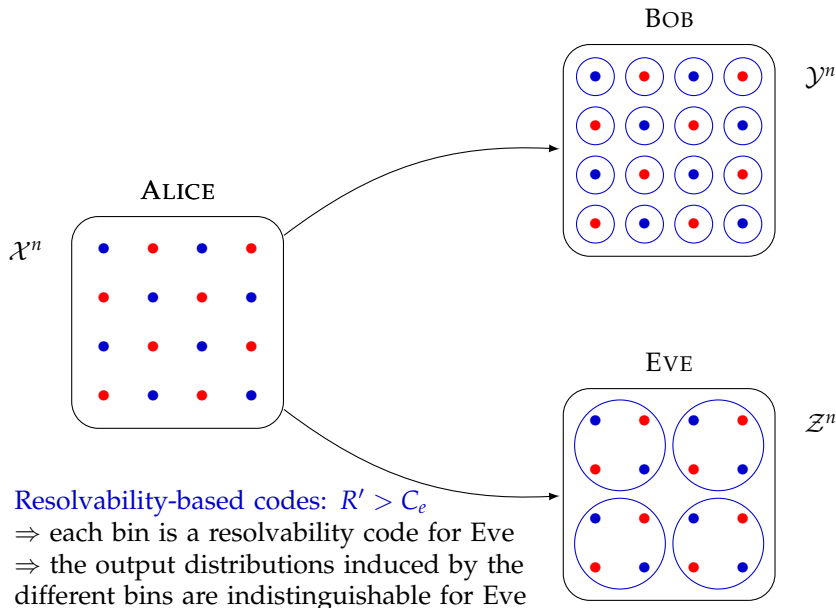 BOB
𝒴ⁿ
ALICE
𝒳ⁿ
EVE
𝒵ⁿ
Resolvability-based codes: R′ > Cₑ
⇒ each bin is a resolvability code for Eve
⇒ the output distributions induced by the
different bins are indistinguishable for Eve